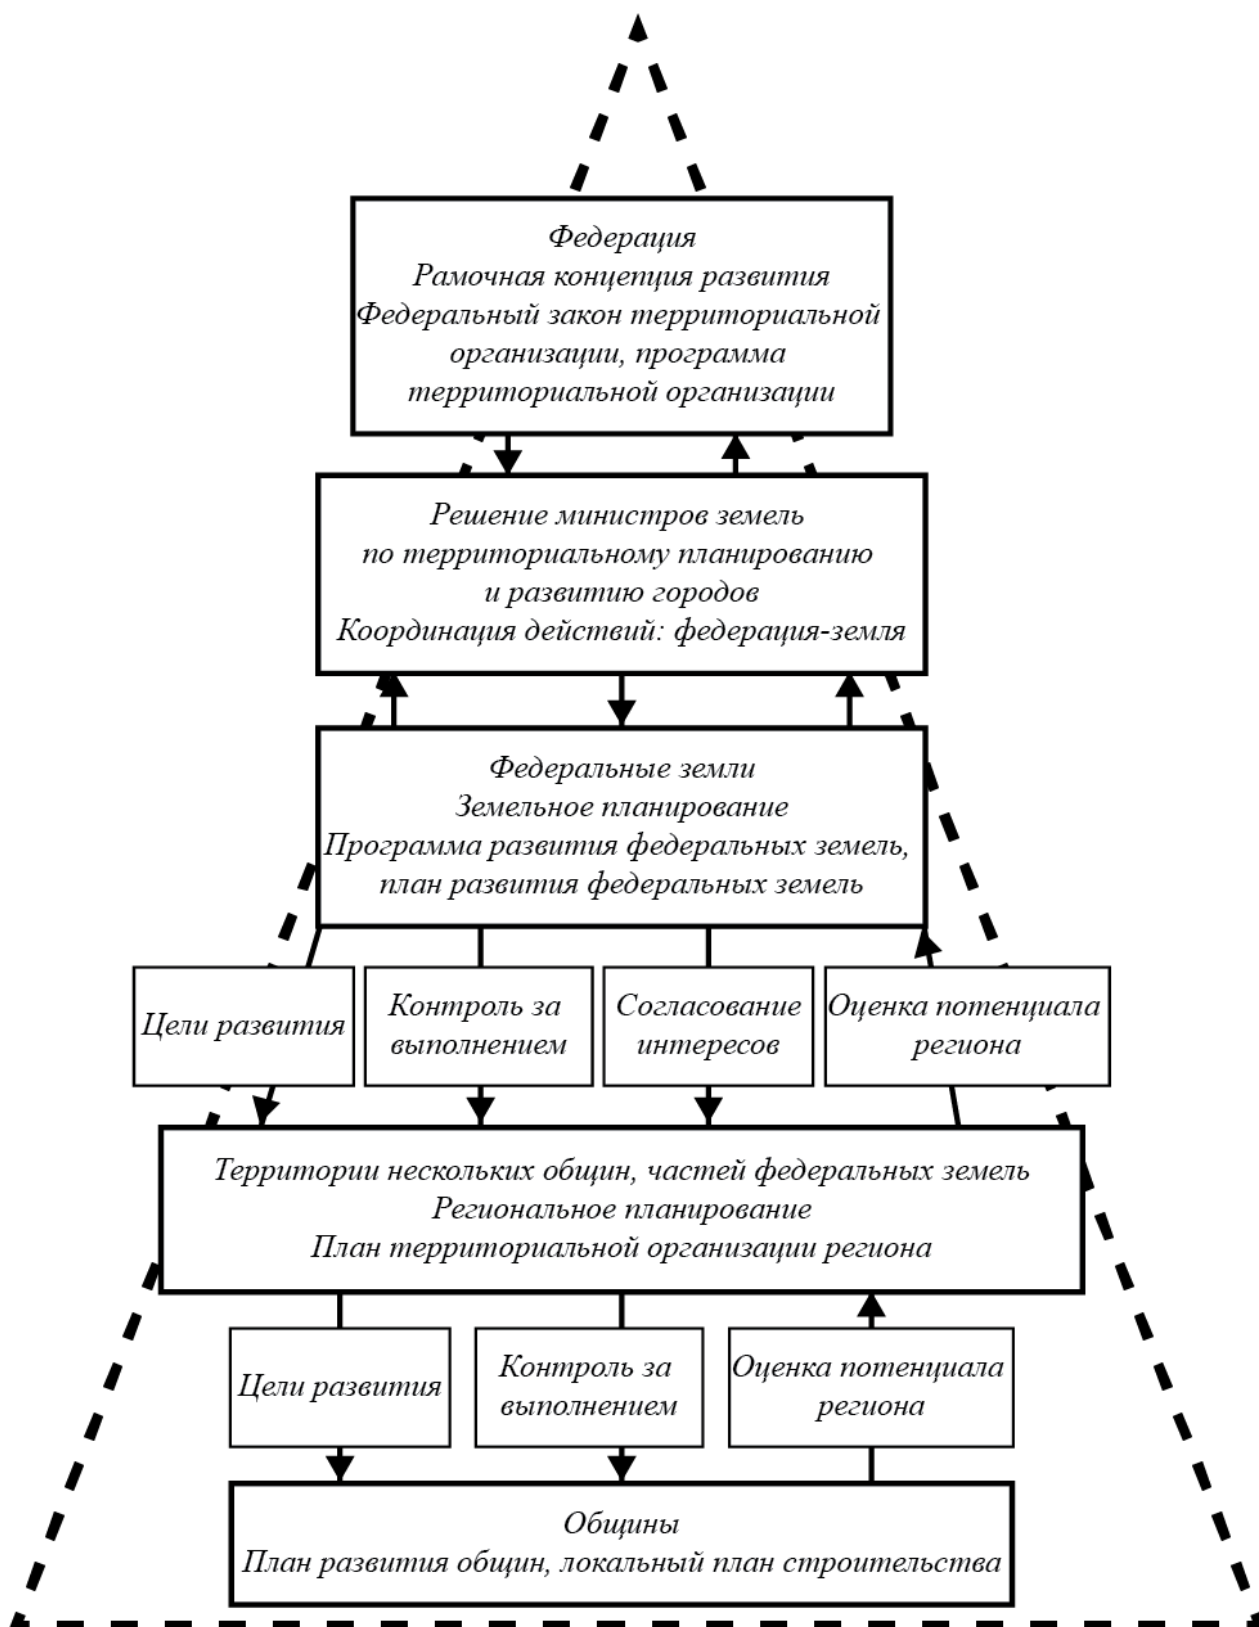 Федерация
Рамочная концепция развития
Федеральный закон территориальной
организации, программа
территориальной организации
Решение министров земель
по территориальному планированию
и развитию городов
Координация действий: федерация-земля
Федеральные земли
Земельное планирование
Программа развития федеральных земель,
план развития федеральных земель
Цели развития
Контроль за
выполнением
Согласование
интересов
Оценка потенциала
региона
Территории нескольких общин, частей федеральных земель
Региональное планирование
План территориальной организации региона
Цели развития
Контроль за
выполнением
Оценка потенциала
региона
Общины
План развития общин, локальный план строительства